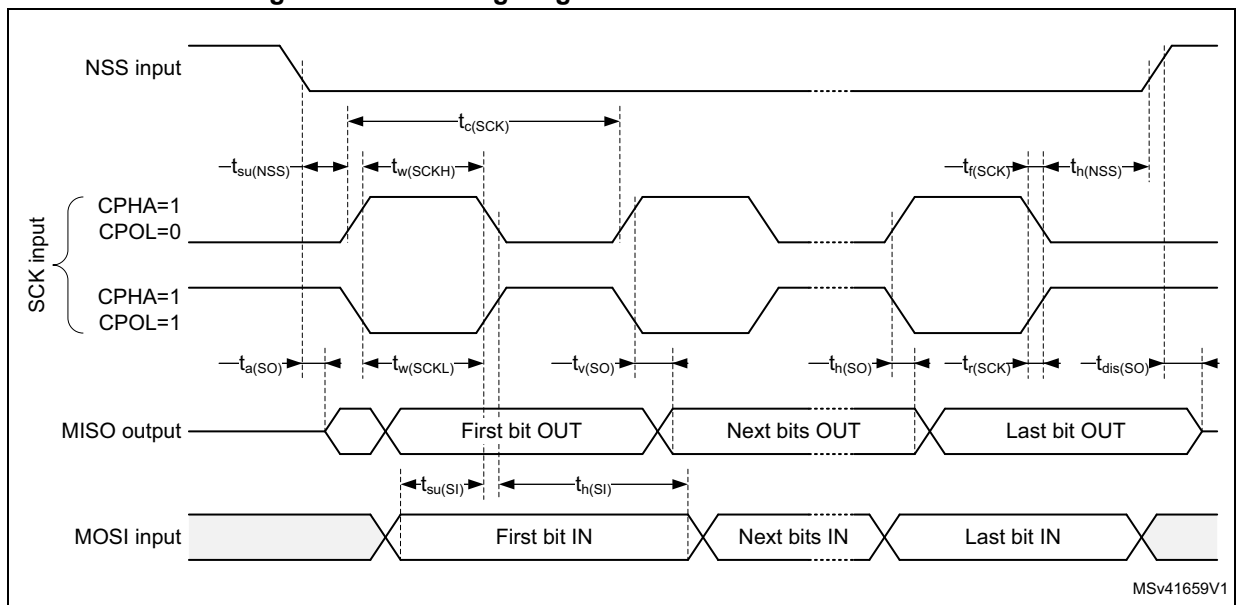 NSS input
tc(SCK)
tsu(NSS)
tw(SCKH)
tf(SCK)
th(NSS)
SCK input
CPHA=1
CPOL=0
CPHA=1
CPOL=1
ta(SO)
tw(SCKL)
tv(SO)
th(SO)
tr(SCK)
tdis(SO)
MISO output
First bit OUT
Next bits OUT
Last bit OUT
tsu(SI)
th(SI)
MOSI input
First bit IN
Next bits IN
Last bit IN
MSv41659V1